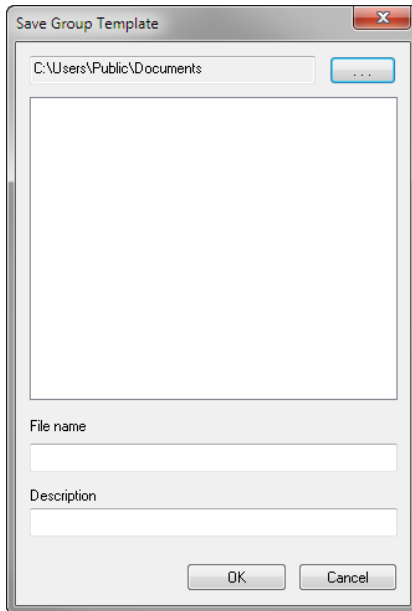 Save Group Template
C:\Users\Public\Documents
...
File name
Description
OK
Cancel